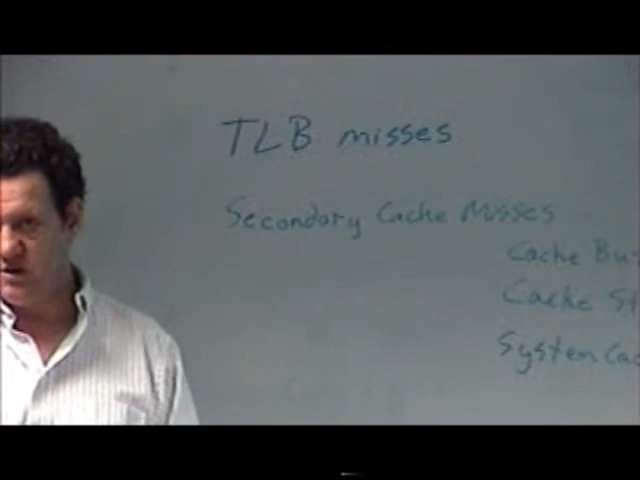 TLB misses
Secondary Cache Misses
Cache
Cache
System